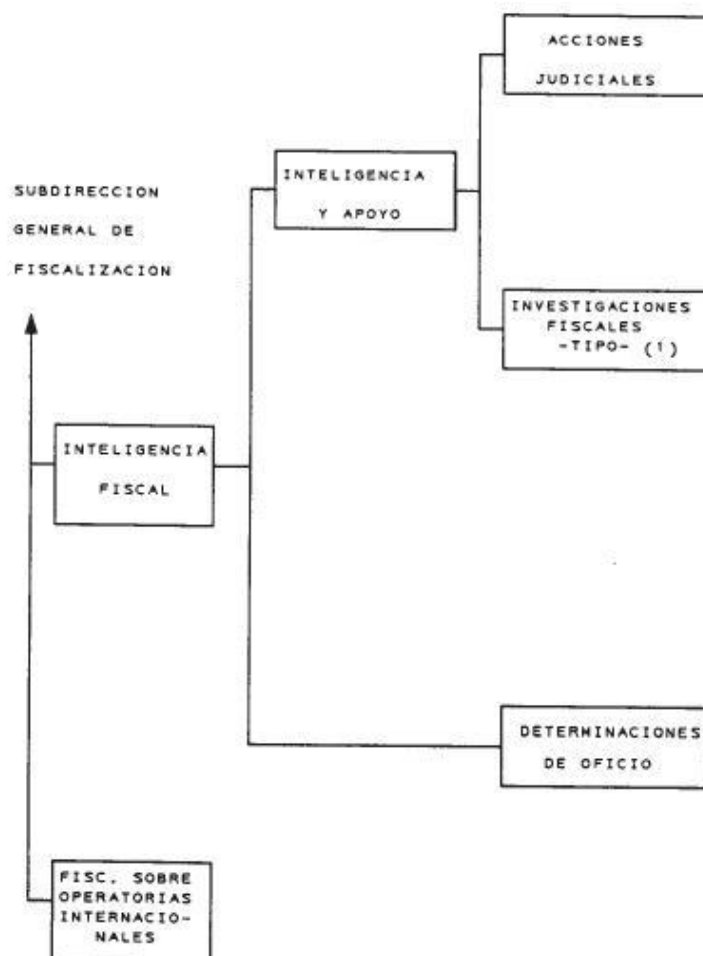 ACCIONES
JUDICIALES
INTELIGENCIA
Y APOYO
SUBDIRECCION
GENERAL DE
FISCALIZACION
INVESTIGACIONES
FISCALES
-TIPO- (1)
INTELIGENCIA
FISCAL
DETERMINACIONES
DE OFICIO
FISC. SOBRE
OPERATORIAS
INTERNACIO-
NALES